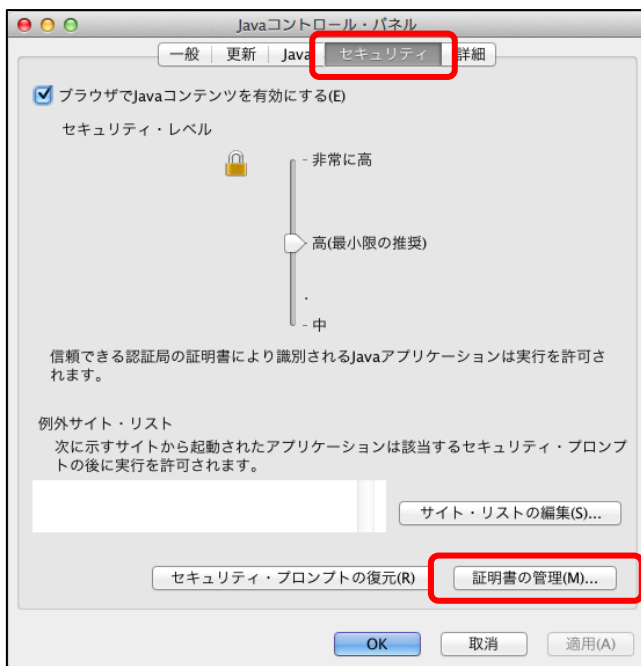 Javaコントロール・パネル
一般 更新 Java セキュリティ 詳細
ブラウザでJavaコンテンツを有効にする(E)
セキュリティ・レベル
- 非常に高
高(最小限の推奨)
- 中
信頼できる認証局の証明書により識別されるJavaアプリケーションは実行を許可さ
れます。
例外サイト・リスト
次に示すサイトから起動されたアプリケーションは該当するセキュリティ・プロンプ
トの後に実行を許可されます。
サイト・リストの編集(S)...
セキュリティ・プロンプトの復元(R) 証明書の管理(M)...
OK 取消 適用(A)